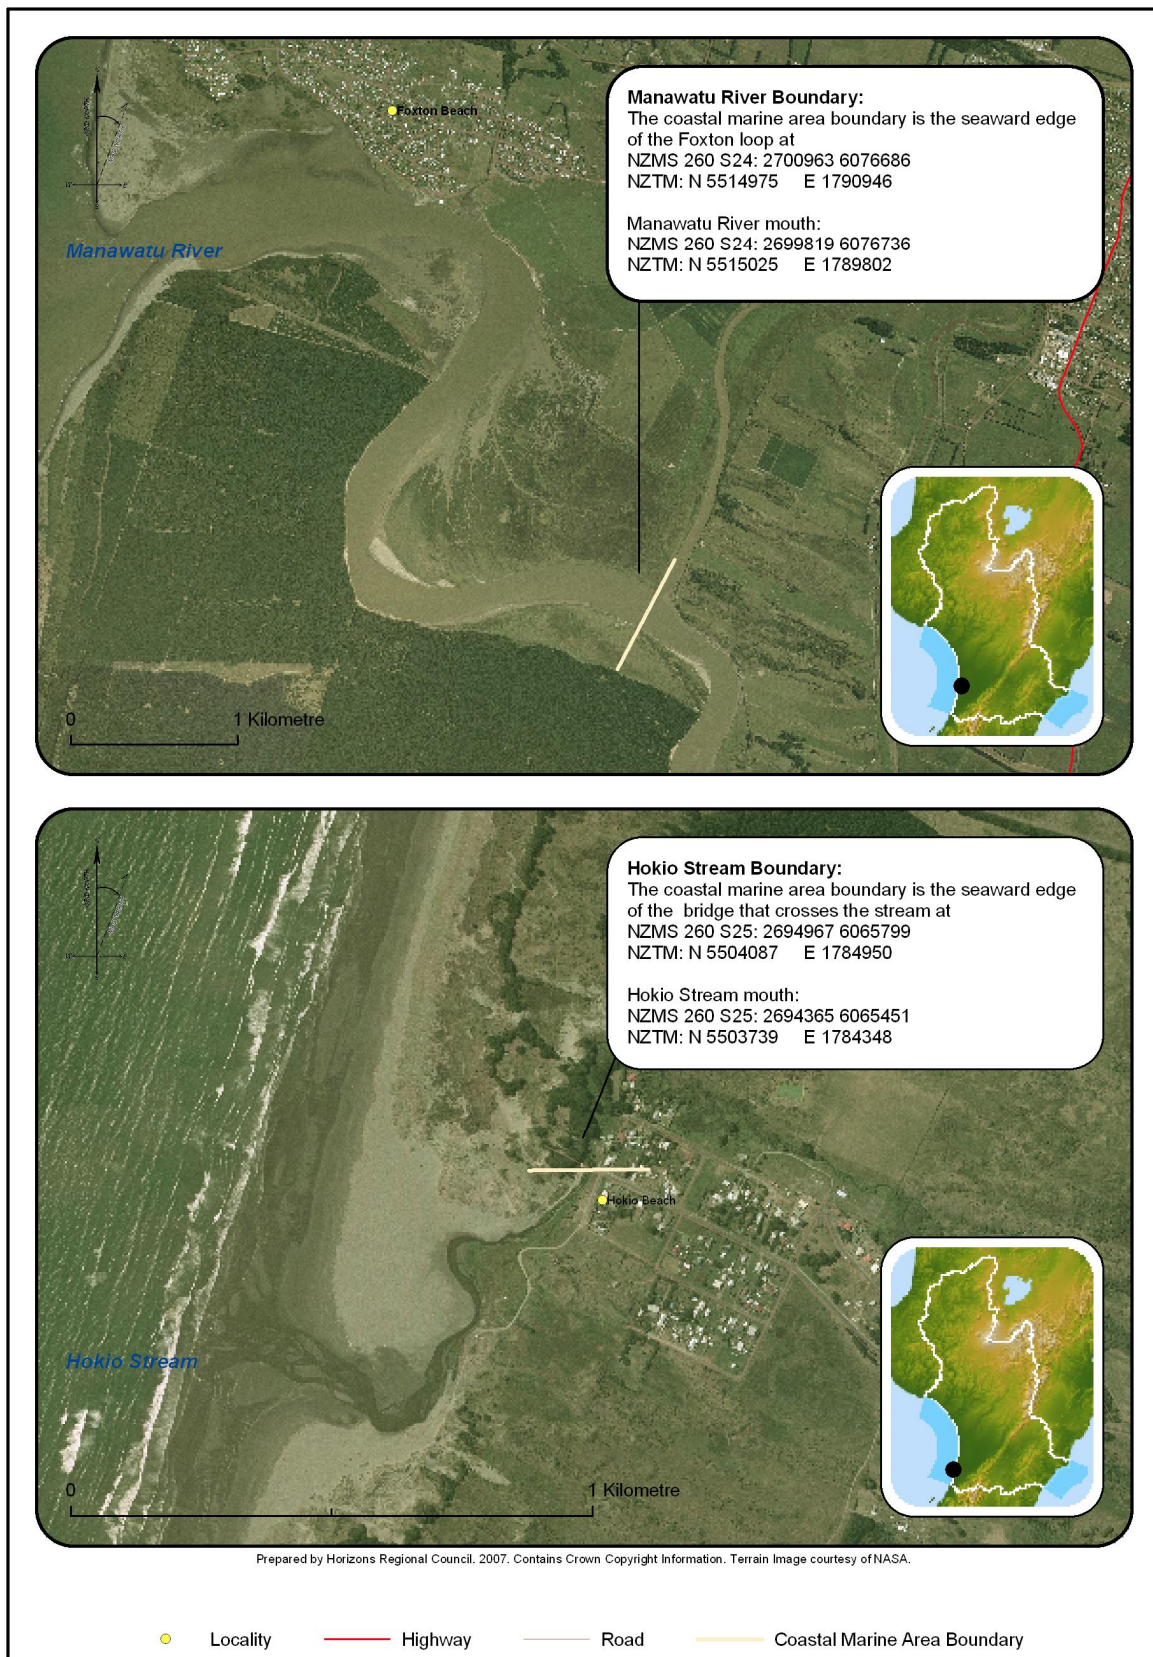 Foxton Beach
Manawatu River
Manawatu River Boundary:
The coastal marine area boundary is the seaward edge
of the Foxton loop at
NZMS 260 S24: 2700963 6076686
NZTM: N 5514975 E 1790946
Manawatu River mouth:
NZMS 260 S24: 2699819 6076736
NZTM: N 5515025 E 1789802
0 1 Kilometre
Hokio Stream Boundary:
The coastal marine area boundary is the seaward edge
of the bridge that crosses the stream at
NZMS 260 S25: 2694967 6065799
NZTM: N 5504087 E 1784950
Hokio Stream mouth:
NZMS 260 S25: 2694365 6065451
NZTM: N 5503739 E 1784348
Hokio Beach
Hokio Stream
0 1 Kilometre
Prepared by Horizons Regional Council. 2007. Contains Crown Copyright Information. Terrain Image courtesy of NASA.
Locality Highway Road Coastal Marine Area Boundary